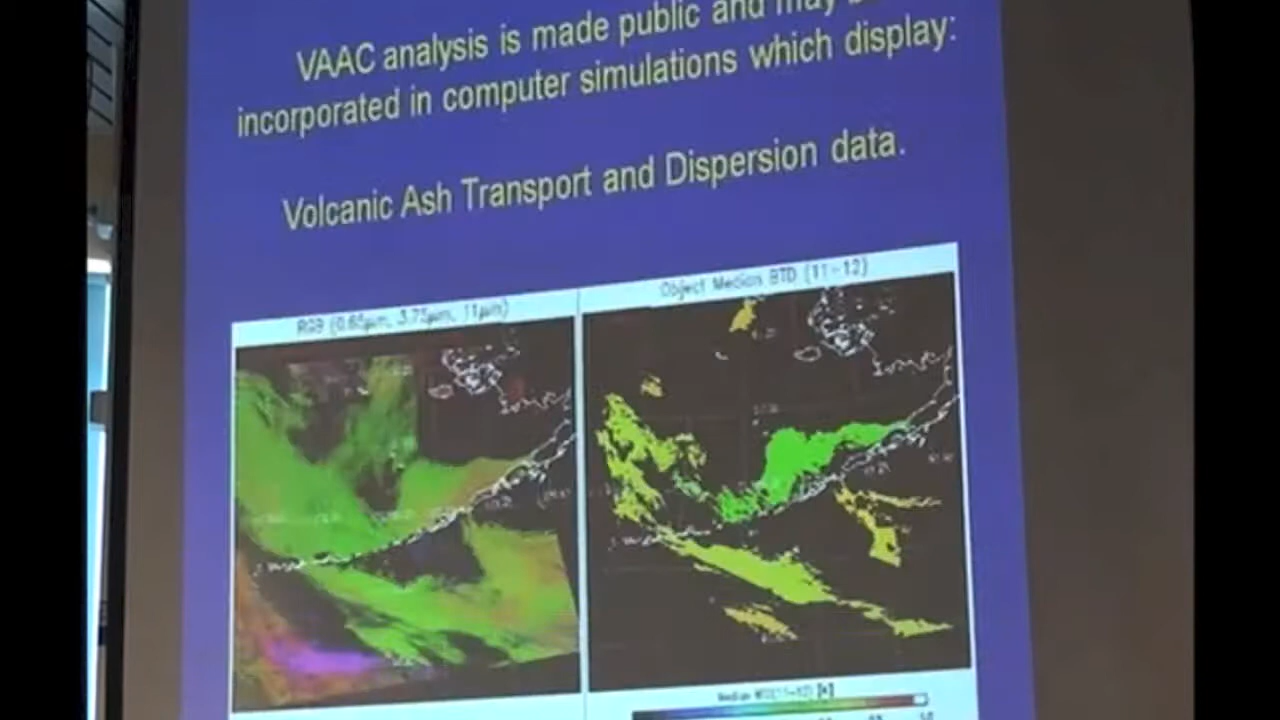 VAAC analysis is made public and may
incorporated in computer simulations which display:
Volcanic Ash Transport and Dispersion data.
RGB (0.65µm, 3.75µm, 11µm)
Object Median BTD (11-12)